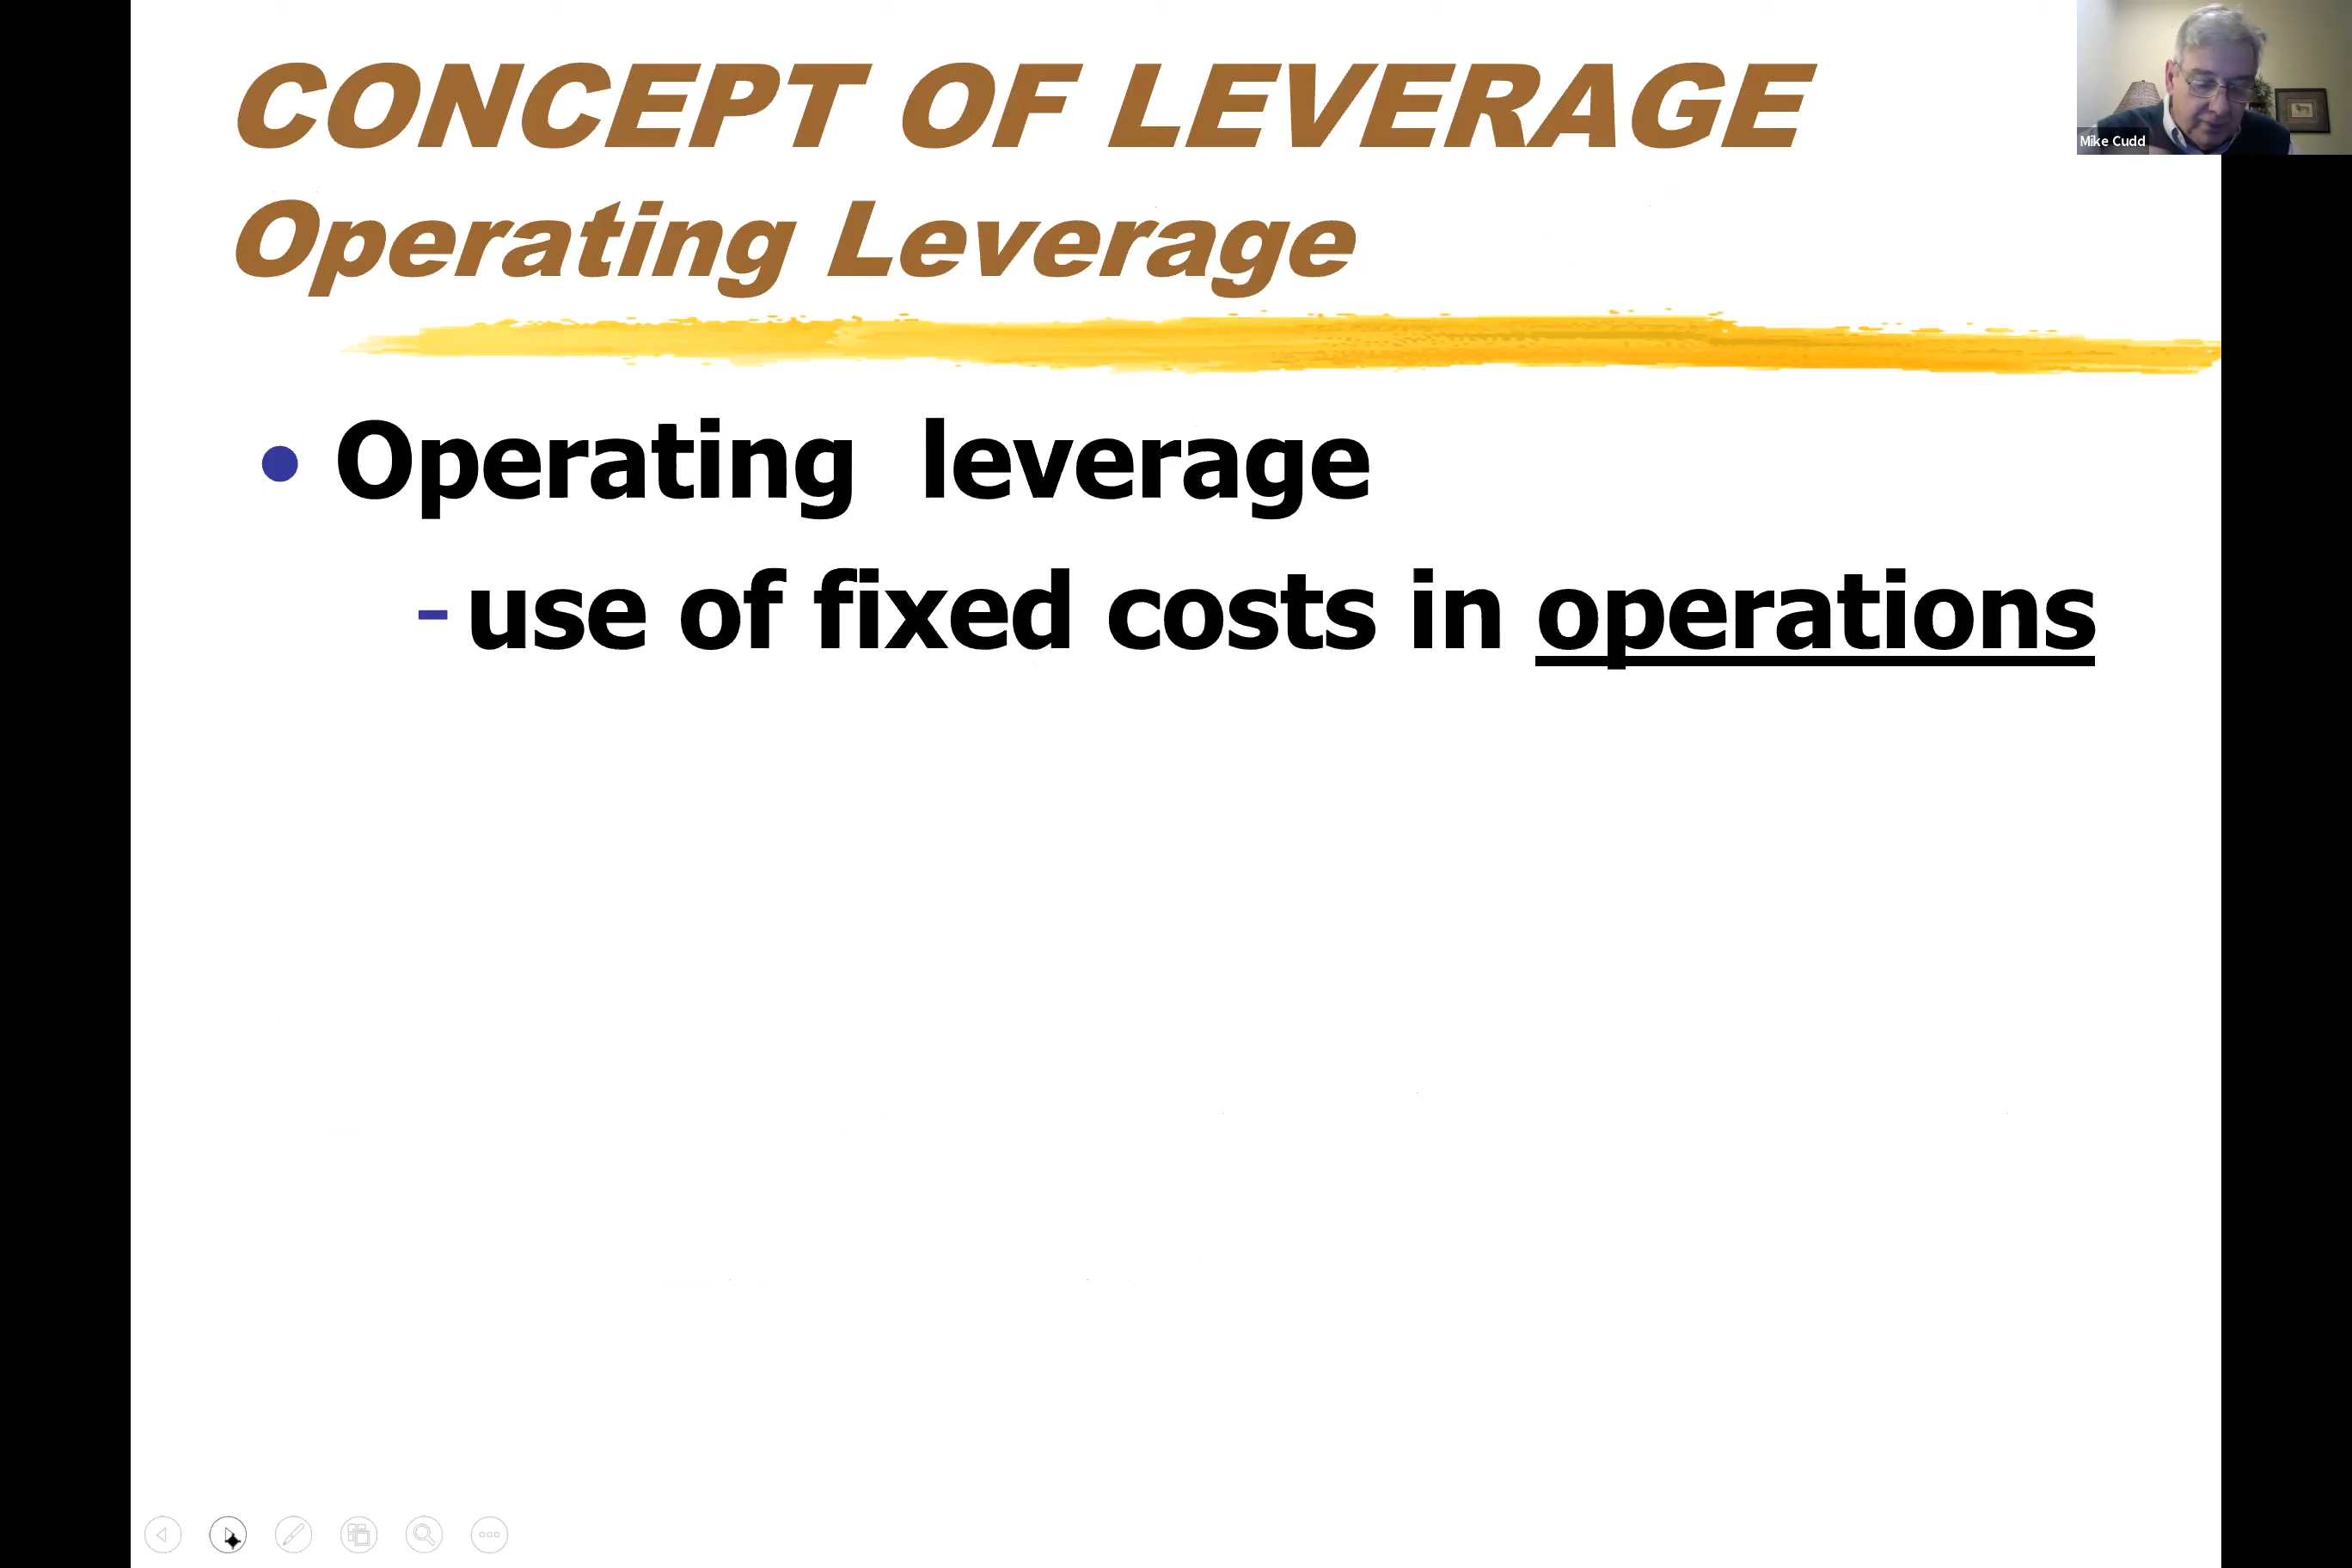 CONCEPT OF LEVERAGE
Operating Leverage
• Operating leverage
- use of fixed costs in operations
Mike Cudd